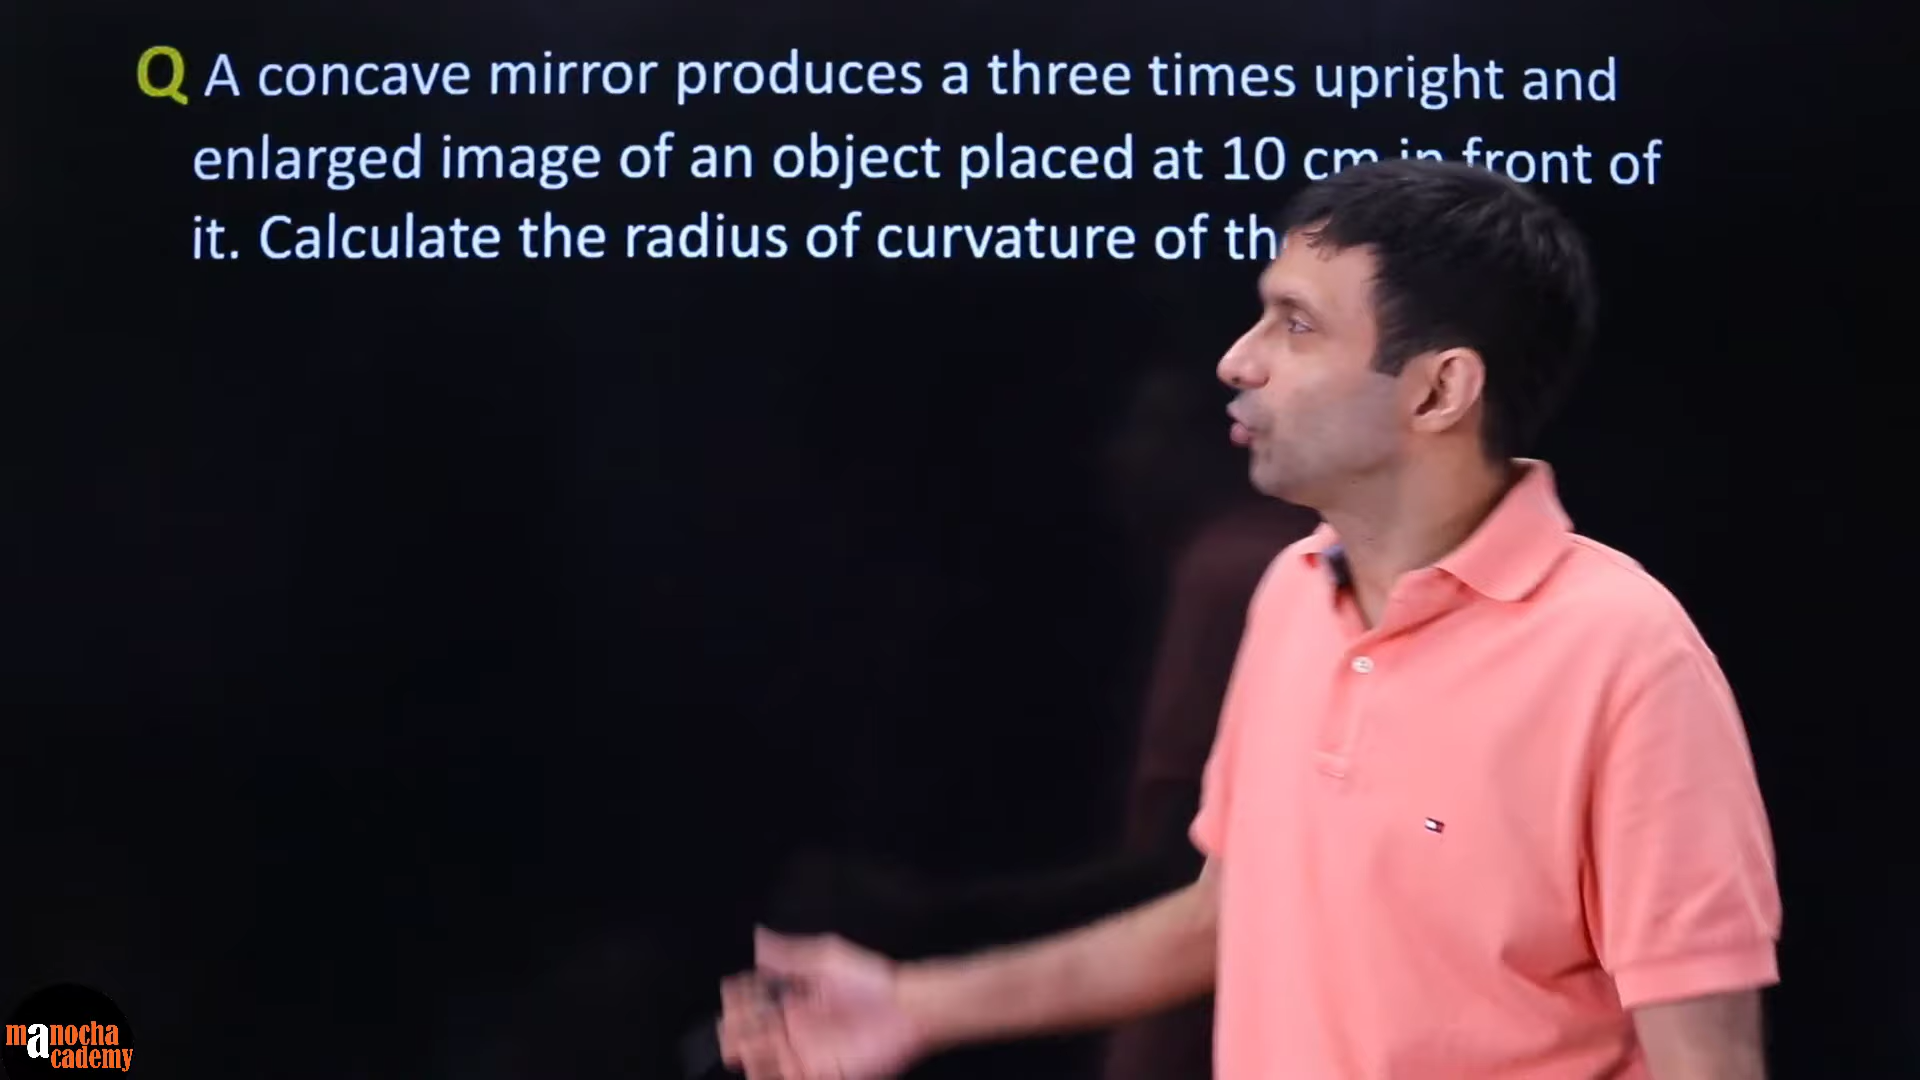 Q A concave mirror produces a three times upright and
enlarged image of an object placed at 10 cm in front of
it. Calculate the radius of curvature of
manocha
academy